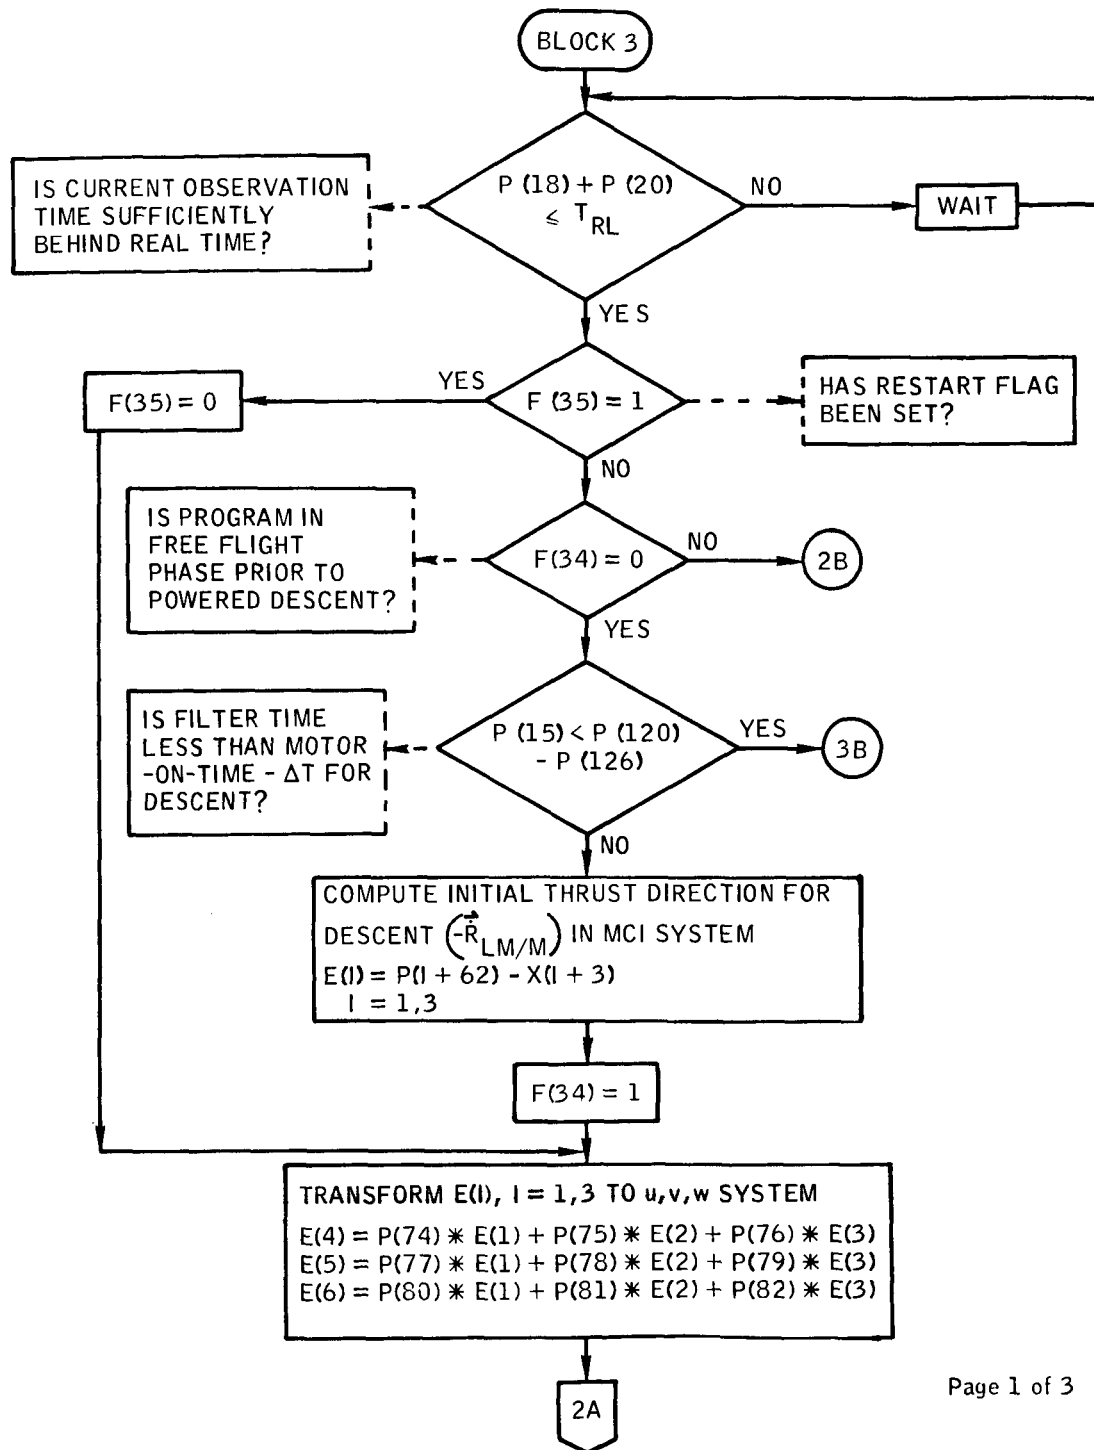 BLOCK 3
P (18) + P (20)
≤ T_RL
NO
WAIT
IS CURRENT OBSERVATION
TIME SUFFICIENTLY
BEHIND REAL TIME?
YES
F(35) = 0
YES
F (35) = 1
HAS RESTART FLAG
BEEN SET?
NO
IS PROGRAM IN
FREE FLIGHT
PHASE PRIOR TO
POWERED DESCENT?
F(34) = 0
NO
2B
YES
IS FILTER TIME
LESS THAN MOTOR
-ON-TIME - ΔT FOR
DESCENT?
P (15) < P (120)
- P (126)
YES
3B
NO
COMPUTE INITIAL THRUST DIRECTION FOR
DESCENT (-Ṙ⃗_LM/M) IN MCI SYSTEM
E(I) = P(I + 62) - X(I + 3)
I = 1,3
F(34) = 1
TRANSFORM E(I), I = 1,3 TO u,v,w SYSTEM
E(4) = P(74) * E(1) + P(75) * E(2) + P(76) * E(3)
E(5) = P(77) * E(1) + P(78) * E(2) + P(79) * E(3)
E(6) = P(80) * E(1) + P(81) * E(2) + P(82) * E(3)
2A
Page 1 of 3